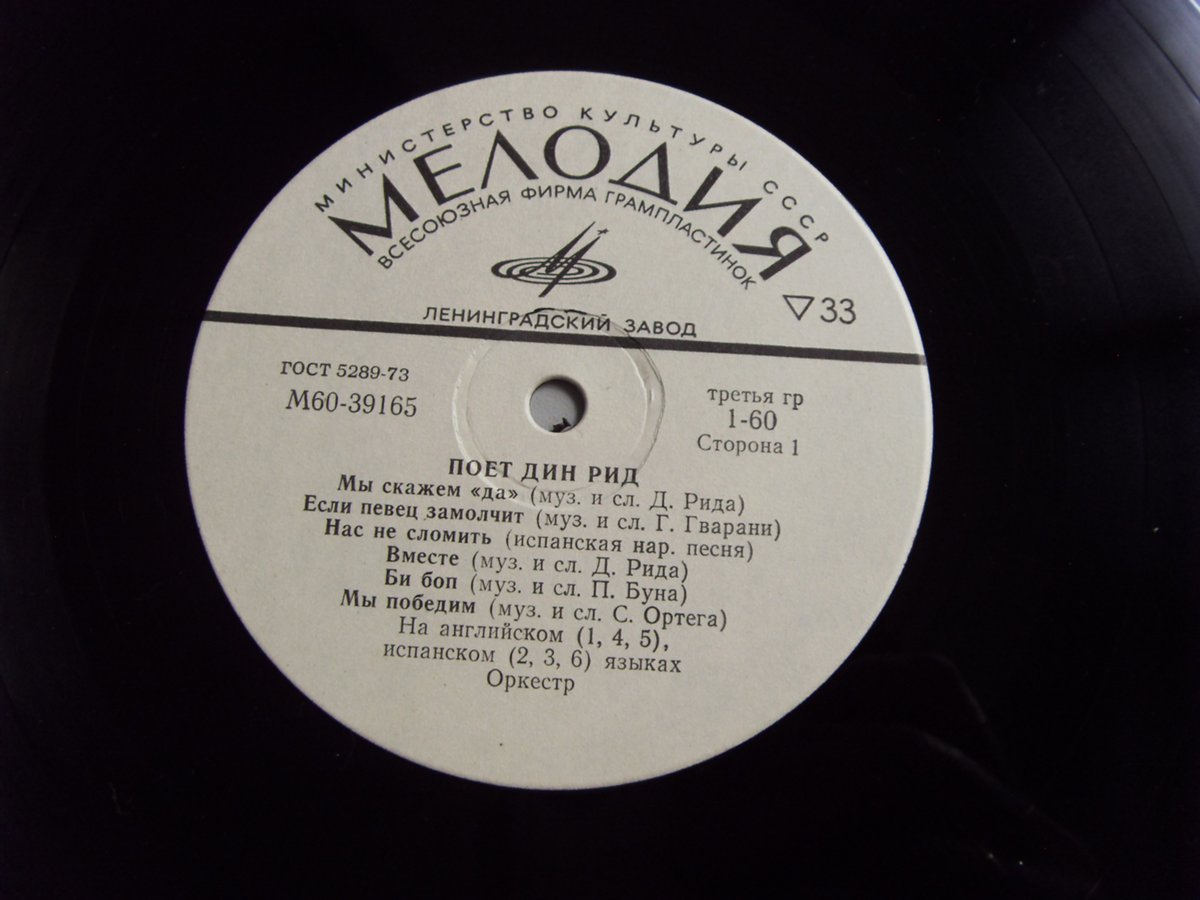 МИНИСТЕРСТВО КУЛЬТУРЫ СССР
МЕЛОДИЯ
ВСЕСОЮЗНАЯ ФИРМА ГРАМПЛАСТИНОК
ЛЕНИНГРАДСКИЙ ЗАВОД
33
ГОСТ 5289-73
М60-39165
третья гр
1-60
Сторона 1
ПОЕТ ДИН РИД
Мы скажем «да» (муз. и сл. Д. Рида)
Если певец замолчит (муз. и сл. Г. Гварани)
Нас не сломить (испанская нар. песня)
Вместе (муз. и сл. Д. Рида)
Би боп (муз. и сл. П. Буна)
Мы победим (муз. и сл. С. Ортега)
На английском (1, 4, 5),
испанском (2, 3, 6) языках
Оркестр